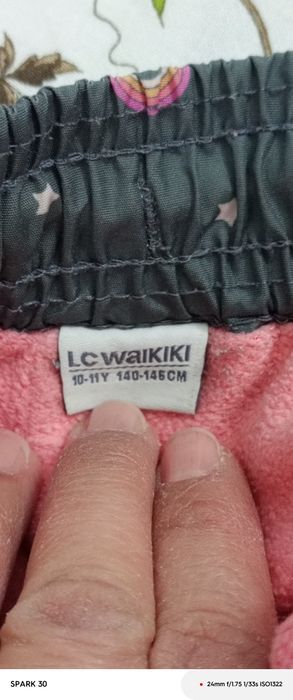 LC WAIKIKI
10-11Y 140-146CM
SPARK 30
24mm f/1.75 1/33s ISO1322